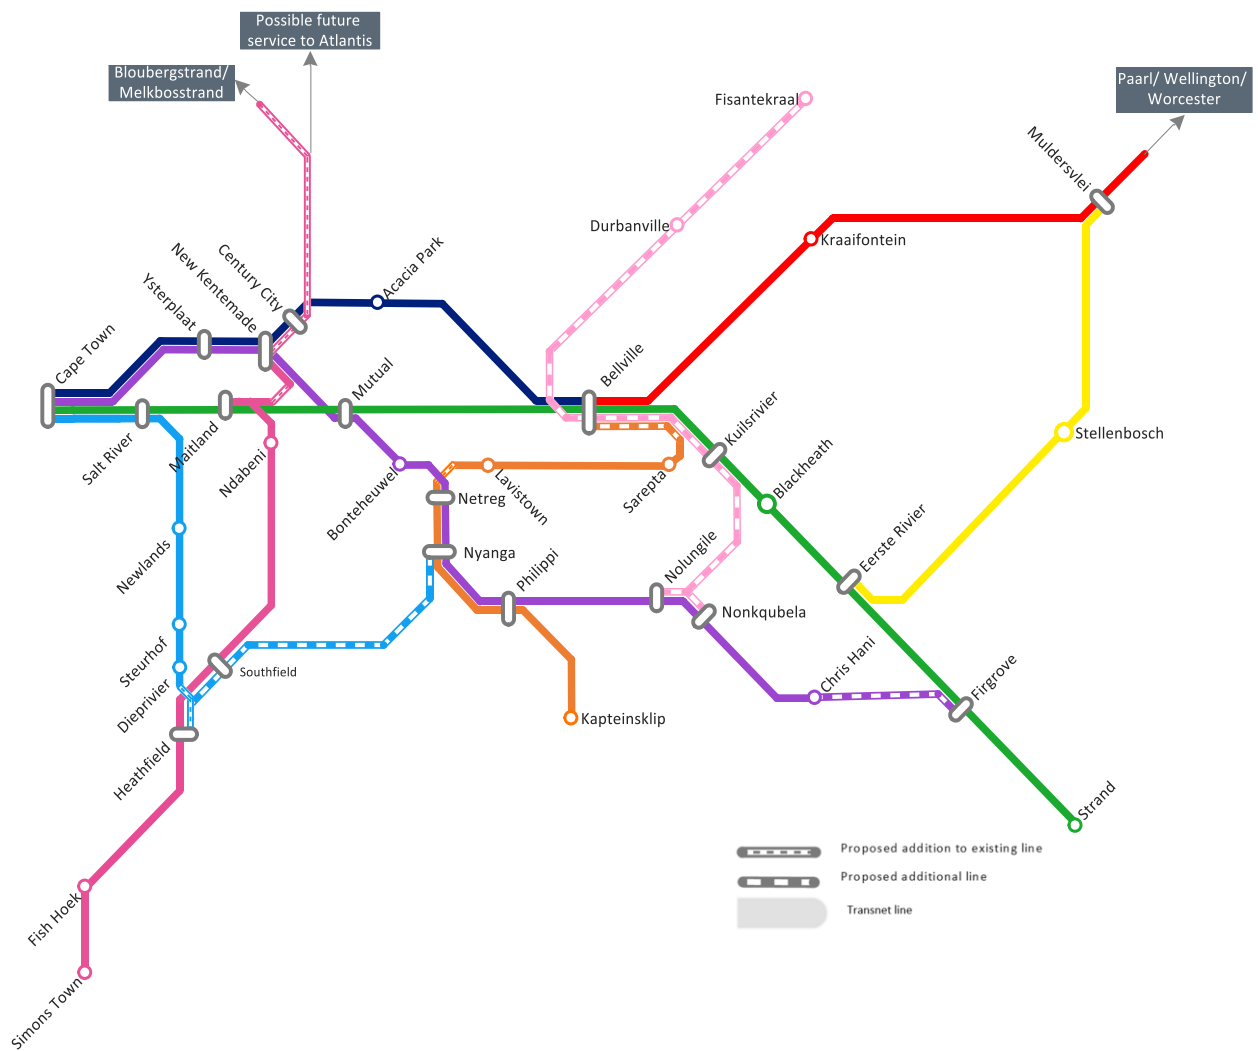 Possible future
service to Atlantis
Bloubergstrand/
Melkbosstrand
Paarl/ Wellington/
Worcester
Fisantekraal
Muldersvlei
Durbanville
Kraaifontein
Century City
New Kentemade
Ysterplaat
Acacia Park
Cape Town
Mutual
Bellville
Kuilsrivier
Salt River
Maitland
Ndabeni
Bonteheuwel
Netreg
Lavistown
Sarepta
Blackheath
Stellenbosch
Newlands
Nyanga
Philippi
Nolungile
Nonkqubela
Eerste Rivier
Steurhof
Dieprivier
Southfield
Chris Hani
Firgrove
Kapteinsklip
Heathfield
Strand
Fish Hoek
Simons Town
Proposed addition to existing line
Proposed additional line
Transnet line